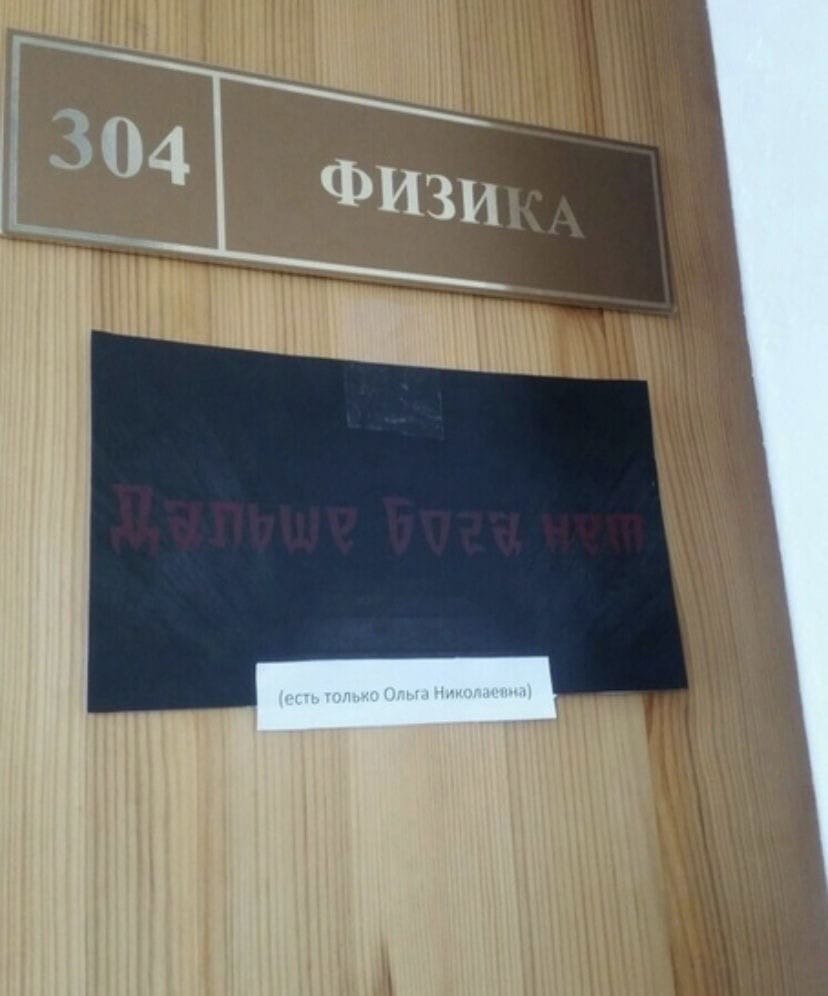 304
ФИЗИКА
Дальше бога нет
(есть только Ольга Николаевна)